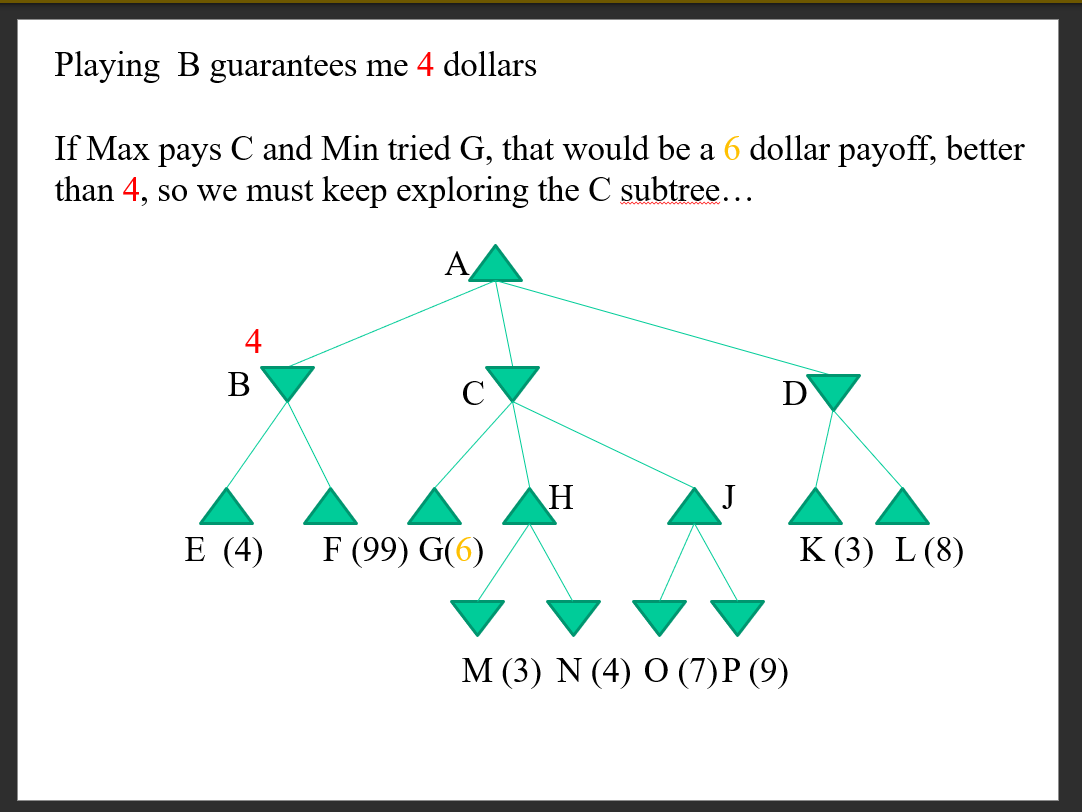 Playing B guarantees me 4 dollars
If Max pays C and Min tried G, that would be a 6 dollar payoff, better
than 4, so we must keep exploring the C subtree…
A
4
B
C
D
H
J
E (4)
F (99)
G(6)
K (3)
L (8)
M (3)
N (4)
O (7)
P (9)